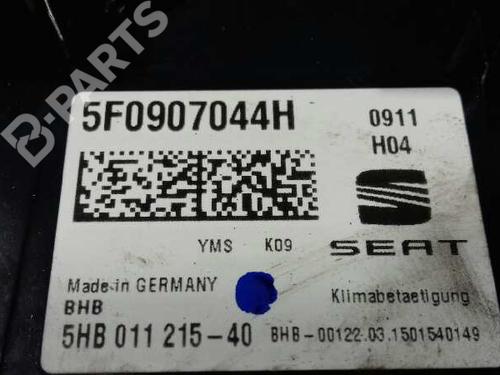 B-PARTS
5F0907044H
0911
H04
YMS K09
SEAT
Made in GERMANY
BHB
Klimabetaetigung
5HB 011 215-40
BHB-00122.03.1501540149